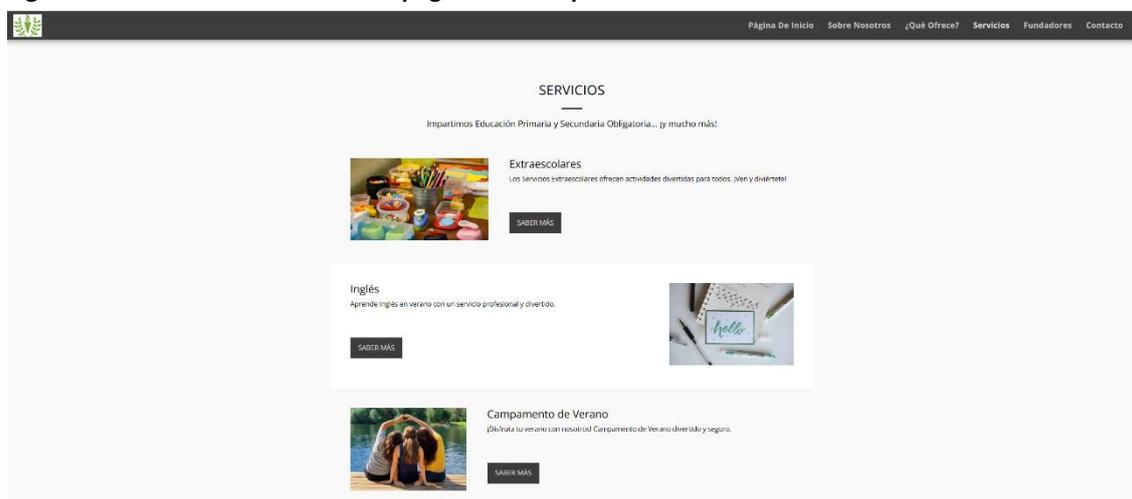 Página De Inicio Sobre Nosotros ¿Qué Ofrece? Servicios Fundadores Contacto
SERVICIOS
Impartimos Educación Primaria y Secundaria Obligatoria... ¡y mucho más!
Extraescolares
Los Servicios Extraescolares ofrecen actividades divertidas para todos. ¡Ven y diviértete!
SABER MÁS
Inglés
Aprende Inglés en verano con un servicio profesional y divertido.
hello
SABER MÁS
Campamento de Verano
¡Disfruta tu verano con nosotros! Campamento de Verano divertido y seguro.
SABER MÁS